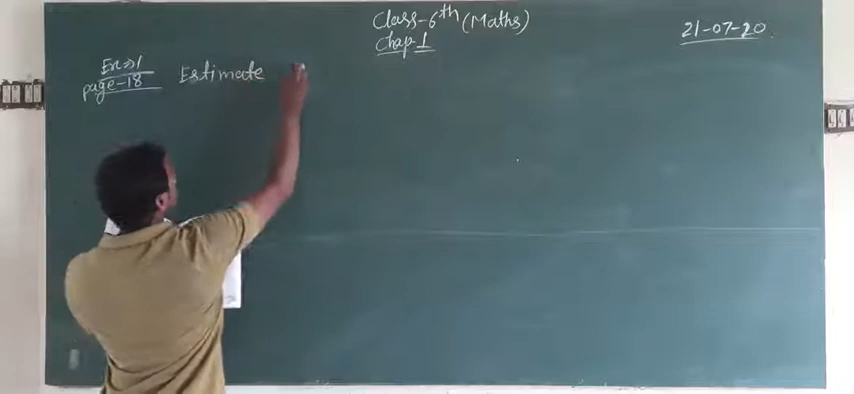 Class-6th (Maths)
Chap 1
21-07-20
Ex⇒1
page-18
Estimate